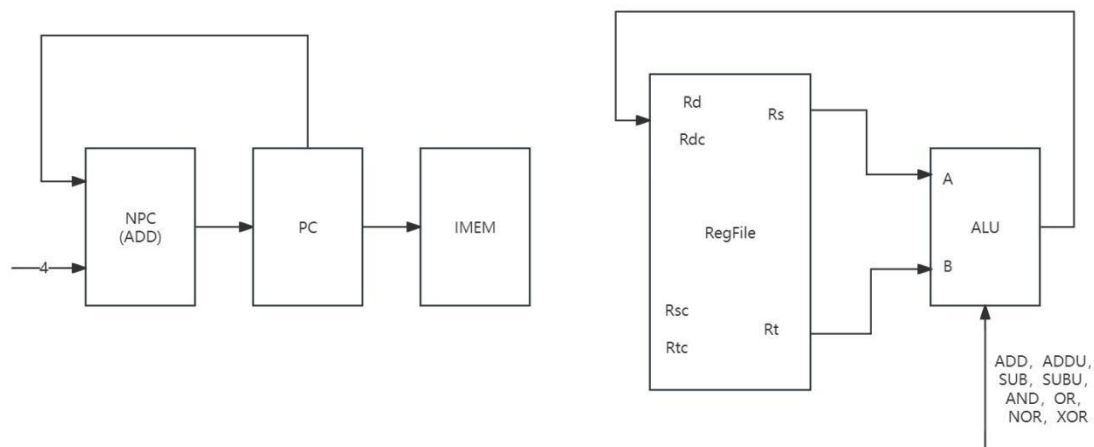 4
NPC
(ADD)
PC
IMEM
Rd
Rdc
Rs
RegFile
Rsc
Rtc
Rt
A
B
ALU
ADD, ADDU,
SUB, SUBU,
AND, OR,
NOR, XOR